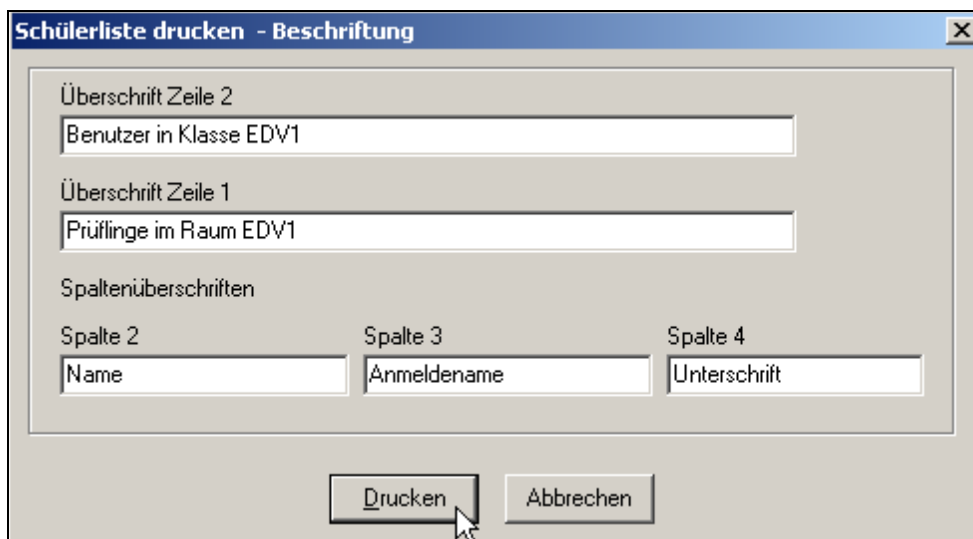 Schülerliste drucken - Beschriftung
Überschrift Zeile 2
Benutzer in Klasse EDV1
Überschrift Zeile 1
Prüflinge im Raum EDV1
Spaltenüberschriften
Spalte 2 Spalte 3 Spalte 4
Name Anmeldename Unterschrift
Drucken Abbrechen